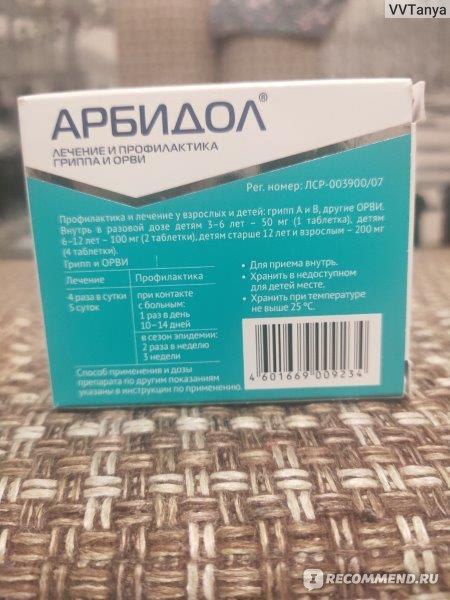 VVTanya
АРБИДОЛ®
ЛЕЧЕНИЕ И ПРОФИЛАКТИКА
ГРИППА И ОРВИ
Рег. номер: ЛСР-003900/07
Профилактика и лечение у взрослых и детей: грипп А и В, другие ОРВИ.
Внутрь в разовой дозе детям 3–6 лет – 50 мг (1 таблетка), детям
6–12 лет – 100 мг (2 таблетки), детям старше 12 лет и взрослым – 200 мг
(4 таблетки).
Грипп и ОРВИ
Лечение
Профилактика
4 раза в сутки
5 суток
при контакте
с больным:
1 раз в день
10–14 дней
в сезон эпидемии:
2 раза в неделю
3 недели
Способ применения и дозы
препарата по другим показаниям
указаны в инструкции по применению.
• Для приема внутрь.
• Хранить в недоступном
для детей месте.
• Хранить при температуре
не выше 25 °С.
4 601669 009234
IRECOMMEND.RU